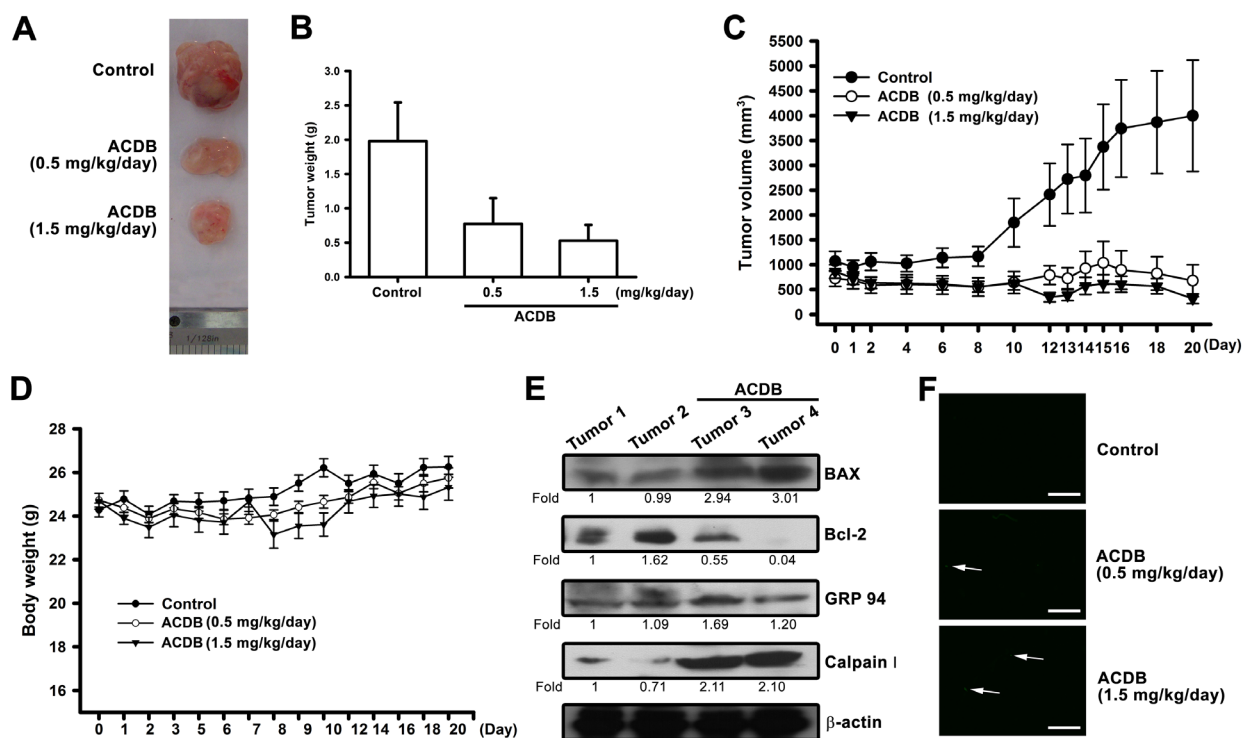 A
Control
ACDB
(0.5 mg/kg/day)
ACDB
(1.5 mg/kg/day)
1/128in
B
Tumor weight (g)
3.0
2.5
2.0
1.5
1.0
0.5
0.0
Control
0.5
1.5
(mg/kg/day)
ACDB
C
Tumor volume (mm³)
5500
5000
4500
4000
3500
3000
2500
2000
1500
1000
500
0
Control
ACDB (0.5 mg/kg/day)
ACDB (1.5 mg/kg/day)
0 1 2 4 6 8 10 12 13 14 15 16 18 20 (Day)
D
Body weight (g)
28
26
24
22
20
18
16
Control
ACDB (0.5 mg/kg/day)
ACDB (1.5 mg/kg/day)
0 1 2 3 5 6 7 7 8 9 10 12 14 16 18 20 (Day)
E
ACDB
Tumor 1 Tumor 2 Tumor 3 Tumor 4
BAX
Fold 1 0.99 2.94 3.01
Bcl-2
Fold 1 1.62 0.55 0.04
GRP 94
Fold 1 1.09 1.69 1.20
Calpain I
Fold 1 0.71 2.11 2.10
β-actin
F
Control
ACDB
(0.5 mg/kg/day)
ACDB
(1.5 mg/kg/day)